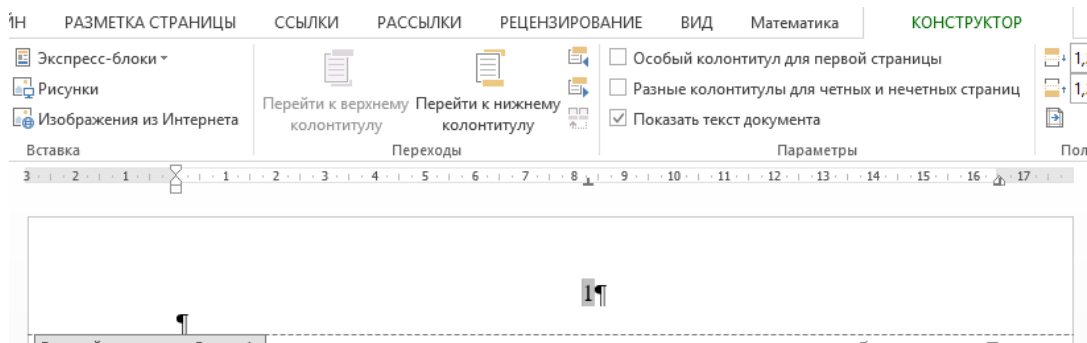 ЙН РАЗМЕТКА СТРАНИЦЫ ССЫЛКИ РАССЫЛКИ РЕЦЕНЗИРОВАНИЕ ВИД Математика КОНСТРУКТОР
Экспресс-блоки
Рисунки
Изображения из Интернета
Вставка
Перейти к верхнему колонтитулу
Перейти к нижнему колонтитулу
Переходы
Особый колонтитул для первой страницы
Разные колонтитулы для четных и нечетных страниц
Показать текст документа
Параметры
1,
1,
Пол
3 2 1 1 2 3 4 5 6 7 8 9 10 11 12 13 14 15 16 17
1¶
¶